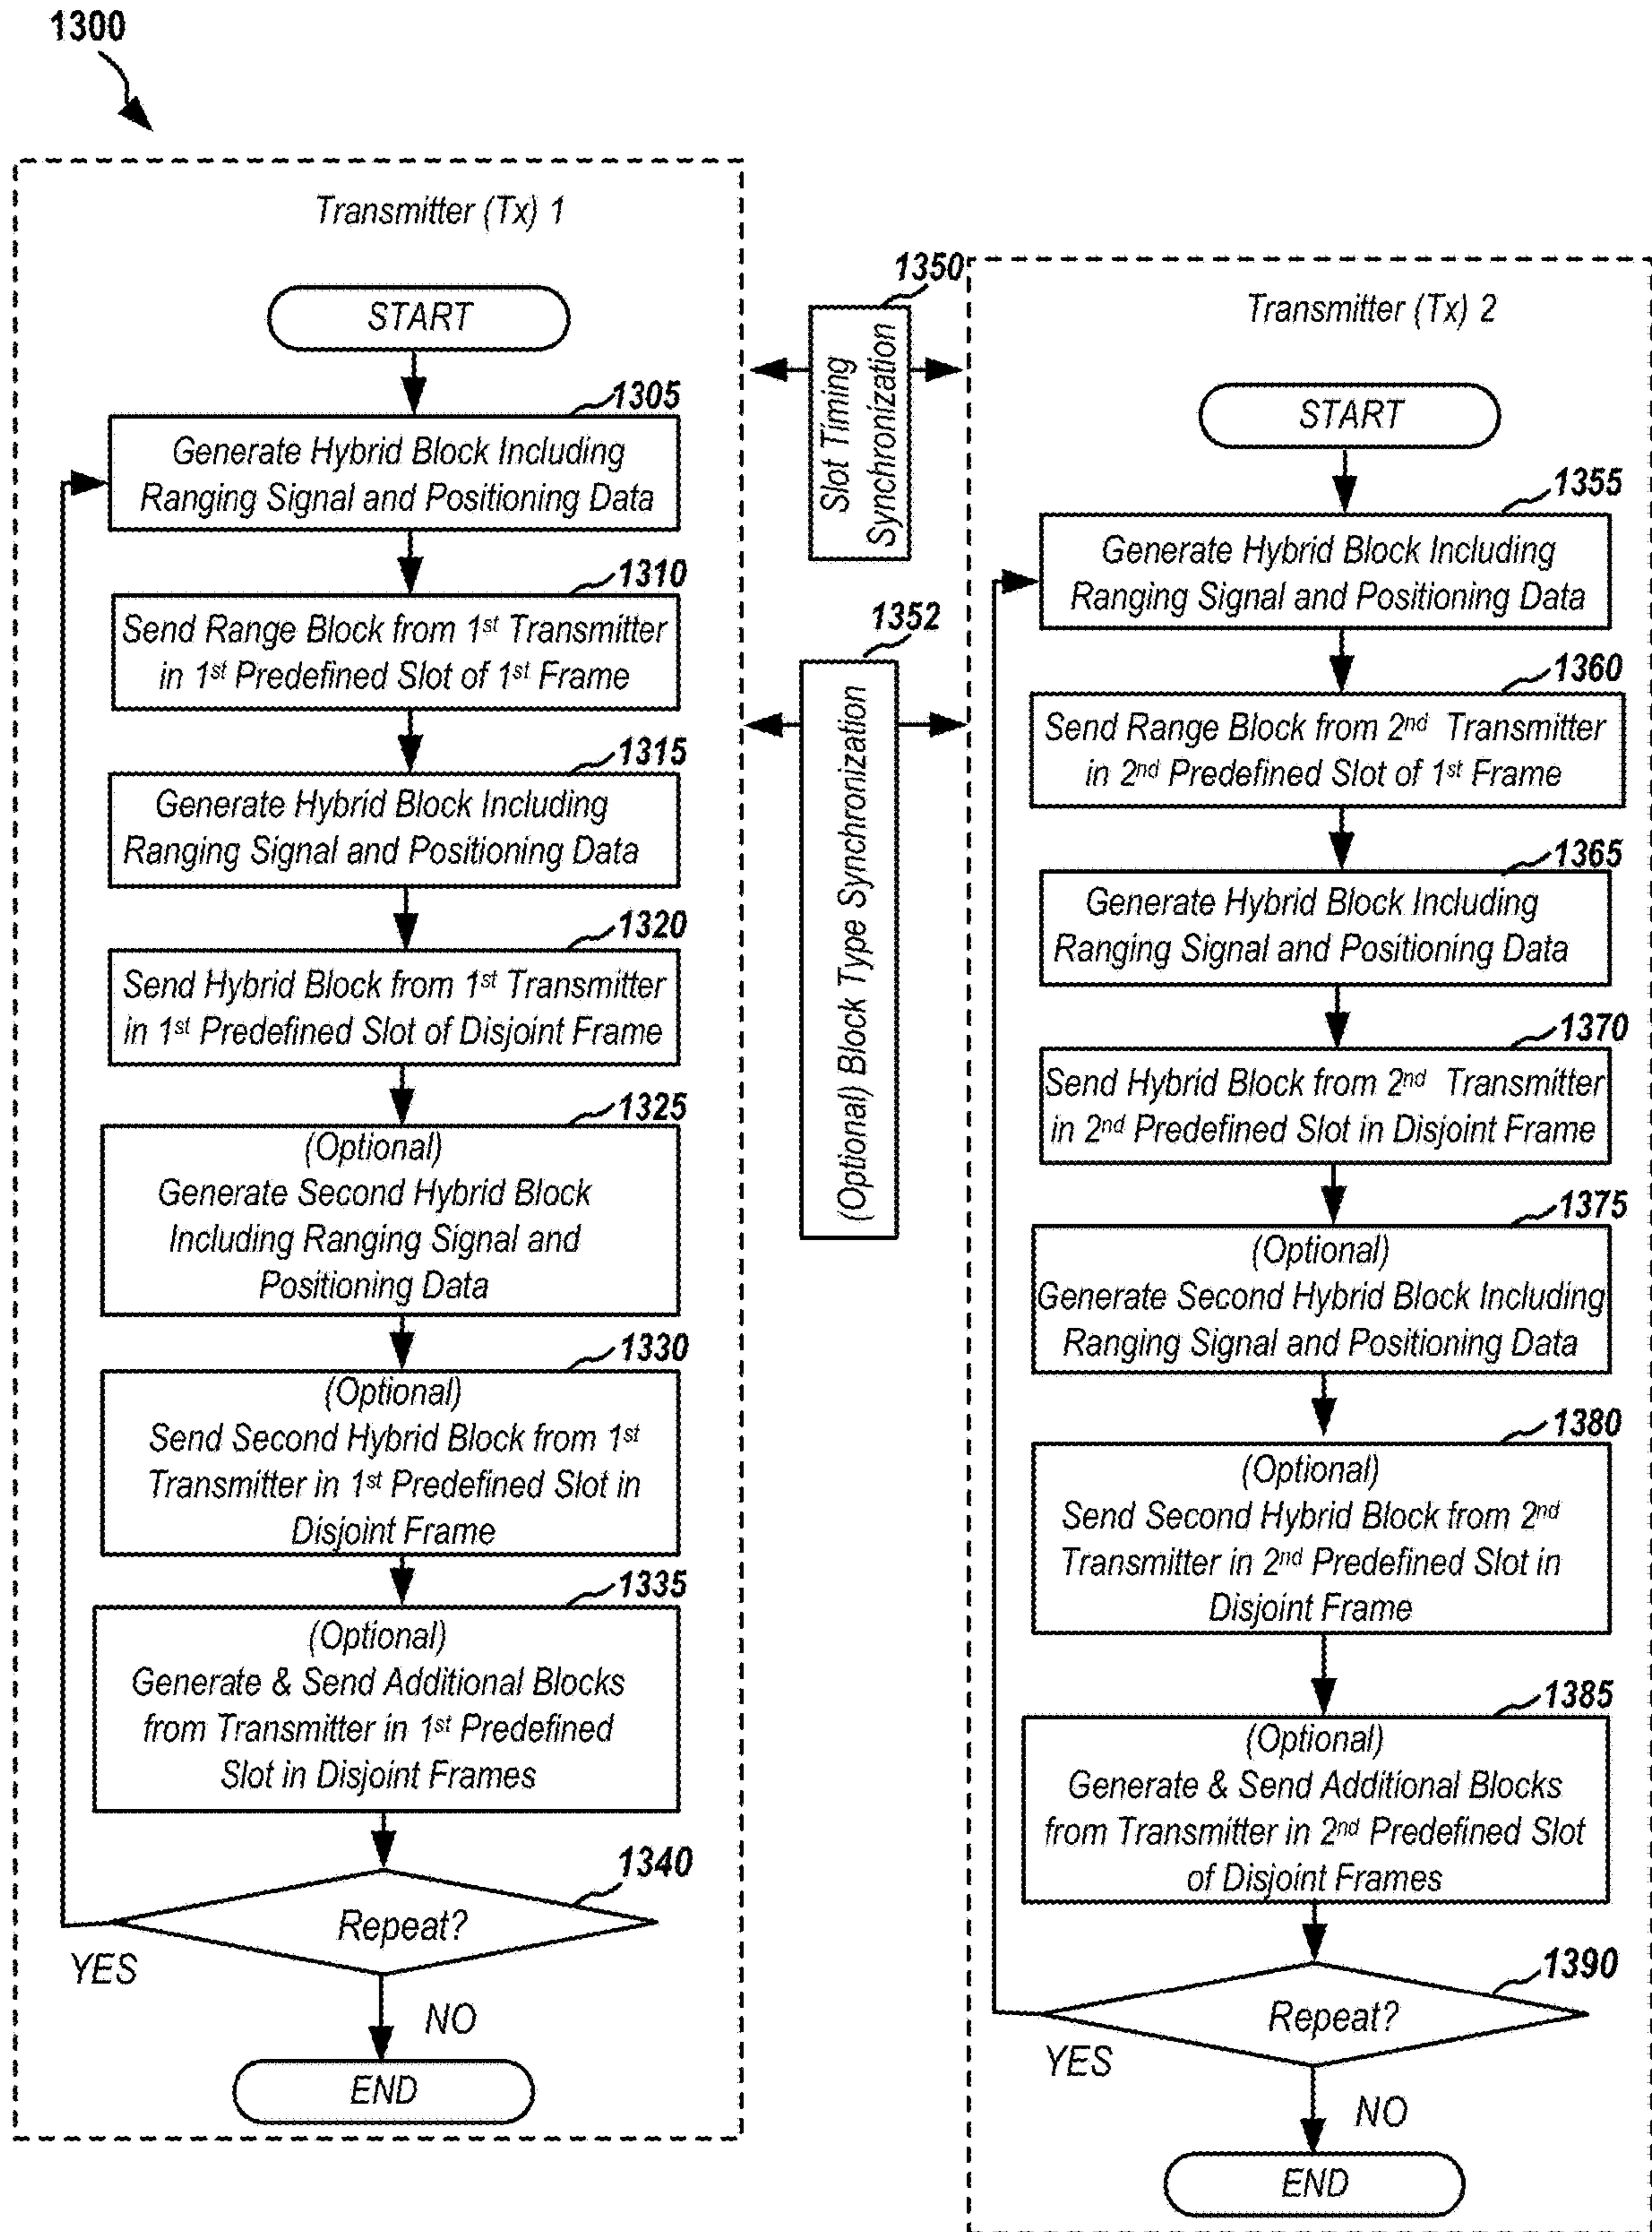 1300
Transmitter (Tx) 1
START
1305
Generate Hybrid Block Including
Ranging Signal and Positioning Data
1310
Send Range Block from 1st Transmitter
in 1st Predefined Slot of 1st Frame
1315
Generate Hybrid Block Including
Ranging Signal and Positioning Data
1320
Send Hybrid Block from 1st Transmitter
in 1st Predefined Slot of Disjoint Frame
1325
(Optional)
Generate Second Hybrid Block
Including Ranging Signal and
Positioning Data
1330
(Optional)
Send Second Hybrid Block from 1st
Transmitter in 1st Predefined Slot in
Disjoint Frame
1335
(Optional)
Generate & Send Additional Blocks
from Transmitter in 1st Predefined
Slot in Disjoint Frames
1340
Repeat?
YES
NO
END
1350
Slot Timing
Synchronization
1352
(Optional) Block Type Synchronization
Transmitter (Tx) 2
START
1355
Generate Hybrid Block Including
Ranging Signal and Positioning Data
1360
Send Range Block from 2nd Transmitter
in 2nd Predefined Slot of 1st Frame
1365
Generate Hybrid Block Including
Ranging Signal and Positioning Data
1370
Send Hybrid Block from 2nd Transmitter
in 2nd Predefined Slot in Disjoint Frame
1375
(Optional)
Generate Second Hybrid Block Including
Ranging Signal and Positioning Data
1380
(Optional)
Send Second Hybrid Block from 2nd
Transmitter in 2nd Predefined Slot in
Disjoint Frame
1385
(Optional)
Generate & Send Additional Blocks
from Transmitter in 2nd Predefined Slot
of Disjoint Frames
1390
Repeat?
YES
NO
END